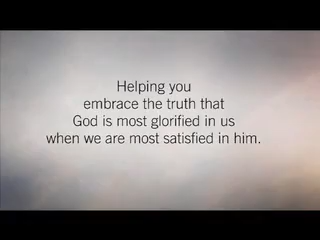 Helping you
embrace the truth that
God is most glorified in us
when we are most satisfied in him.